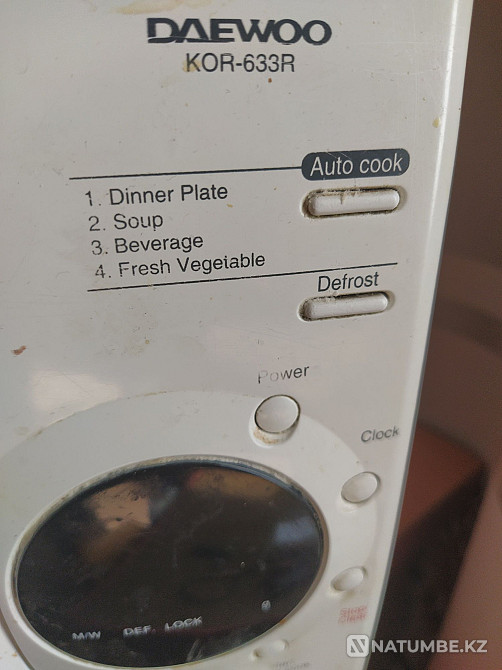 DAEWOO
KOR-633R
Auto cook
1. Dinner Plate
2. Soup
3. Beverage
4. Fresh Vegetable
Defrost
Power
Clock
M/W DEF. LOCK g
NATUMBE.KZ